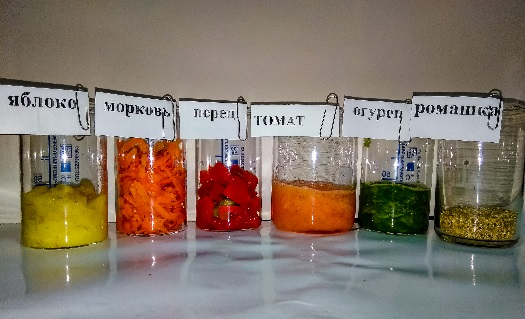 яблоко
морковь
перец
ТОМАТ
огурец
ромашка